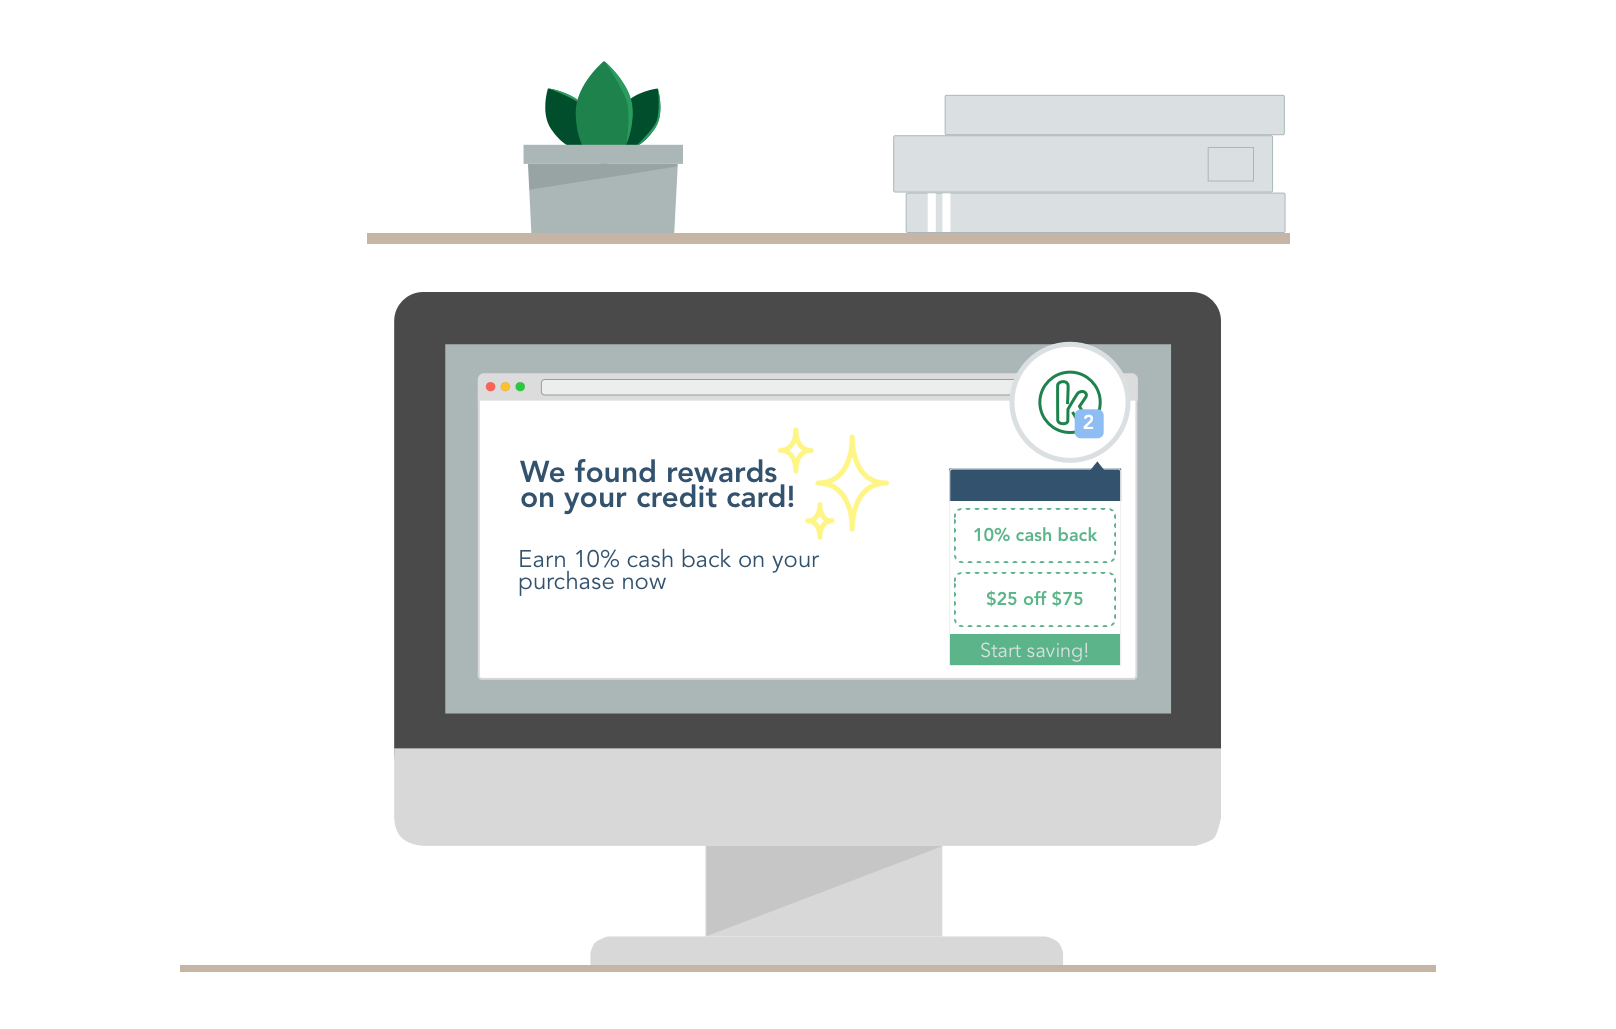 k
2
We found rewards
on your credit card!
Earn 10% cash back on your
purchase now
10% cash back
$25 off $75
Start saving!